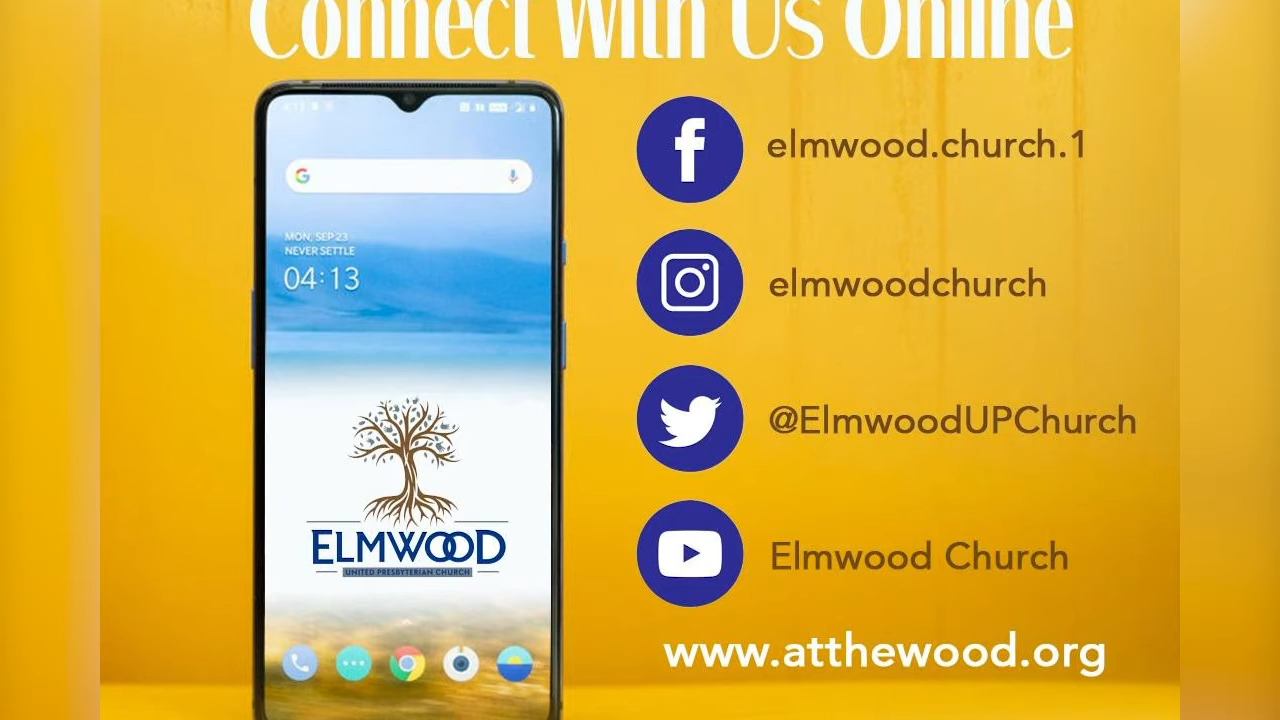 Connect With Us Online
MON, SEP 23
NEVER SETTLE
04:13
ELMWOOD
UNITED PRESBYTERIAN CHURCH
elmwood.church.1
elmwoodchurch
@ElmwoodUPChurch
Elmwood Church
www.atthewood.org